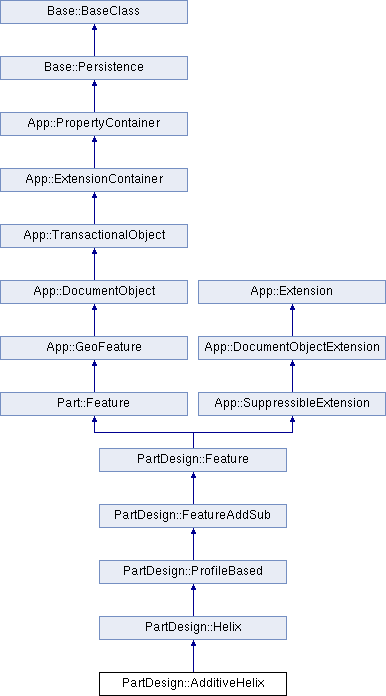 Base::BaseClass
Base::Persistence
App::PropertyContainer
App::ExtensionContainer
App::TransactionalObject
App::DocumentObject
App::Extension
App::GeoFeature
App::DocumentObjectExtension
Part::Feature
App::SuppressibleExtension
PartDesign::Feature
PartDesign::FeatureAddSub
PartDesign::ProfileBased
PartDesign::Helix
PartDesign::AdditiveHelix